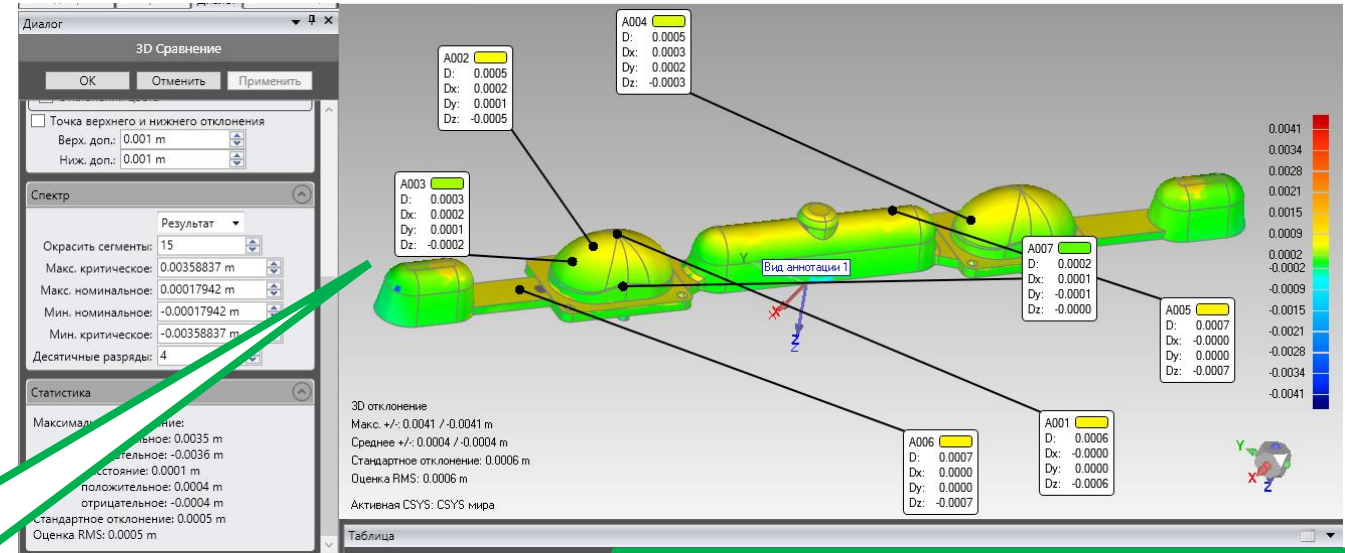 Диалог
3D Сравнение
ОК Отменить Применить
Точка верхнего и нижнего отклонения
Верх. доп.: 0.001 m
Ниж. доп.: 0.001 m
Спектр
Результат
Окрасить сегменты: 15
Макс. критическое: 0.00358837 m
Макс. номинальное: 0.00017942 m
Мин. номинальное: -0.00017942 m
Мин. критическое: -0.00358837 m
Десятичные разряды: 4
Статистика
0.0035 m
-0.0036 m
0.0001 m
положительное: 0.0004 m
отрицательное: -0.0004 m
Стандартное отклонение: 0.0005 m
Оценка RMS: 0.0005 m
A002
D: 0.0005
Dx: 0.0002
Dy: 0.0001
Dz: -0.0005
A004
D: 0.0005
Dx: 0.0003
Dy: 0.0002
Dz: -0.0003
A003
D: 0.0003
Dx: 0.0002
Dy: 0.0001
Dz: -0.0002
Y
Вид аннотации 1
X
Z
A007
D: 0.0002
Dx: 0.0001
Dy: -0.0001
Dz: -0.0000
A005
D: 0.0007
Dx: -0.0000
Dy: 0.0000
Dz: -0.0007
A006
D: 0.0007
Dx: 0.0000
Dy: 0.0000
Dz: -0.0007
A001
D: 0.0006
Dx: -0.0000
Dy: 0.0000
Dz: -0.0006
0.0041
0.0034
0.0028
0.0021
0.0015
0.0009
0.0002
-0.0002
-0.0009
-0.0015
-0.0021
-0.0028
-0.0034
-0.0041
3D отклонение
Макс. +/-: 0.0041 / -0.0041 m
Среднее +/-: 0.0004 / -0.0004 m
Стандартное отклонение: 0.0006 m
Оценка RMS: 0.0006 m
Активная CSYS: CSYS мира
Y
X
Z
Таблица